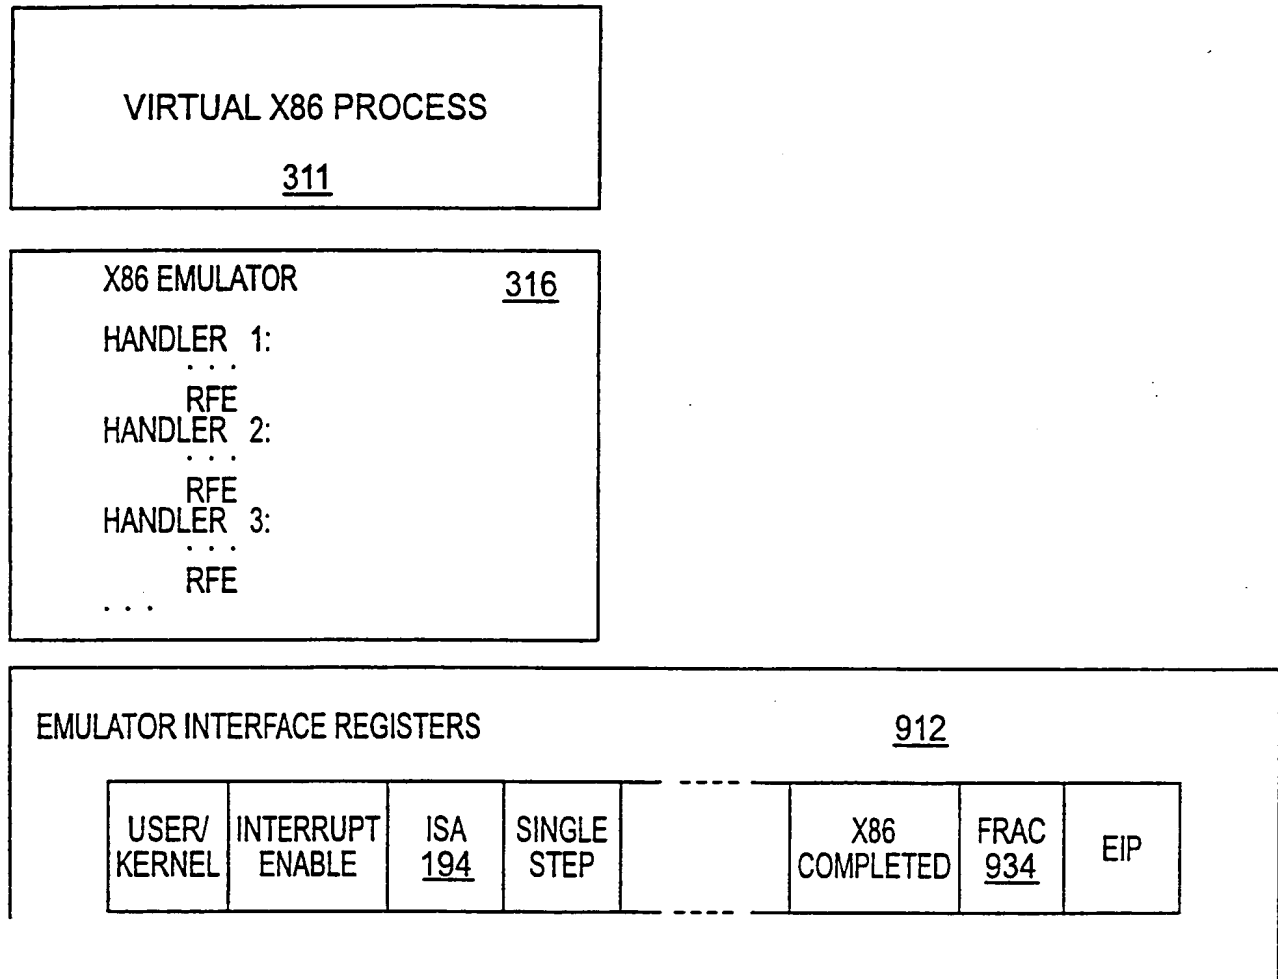 VIRTUAL X86 PROCESS
311
X86 EMULATOR 316
HANDLER 1:
. . .
RFE
HANDLER 2:
. . .
RFE
HANDLER 3:
. . .
RFE
. . .
EMULATOR INTERFACE REGISTERS 912
USER/
KERNEL
INTERRUPT
ENABLE
ISA
194
SINGLE
STEP
X86
COMPLETED
FRAC
934
EIP